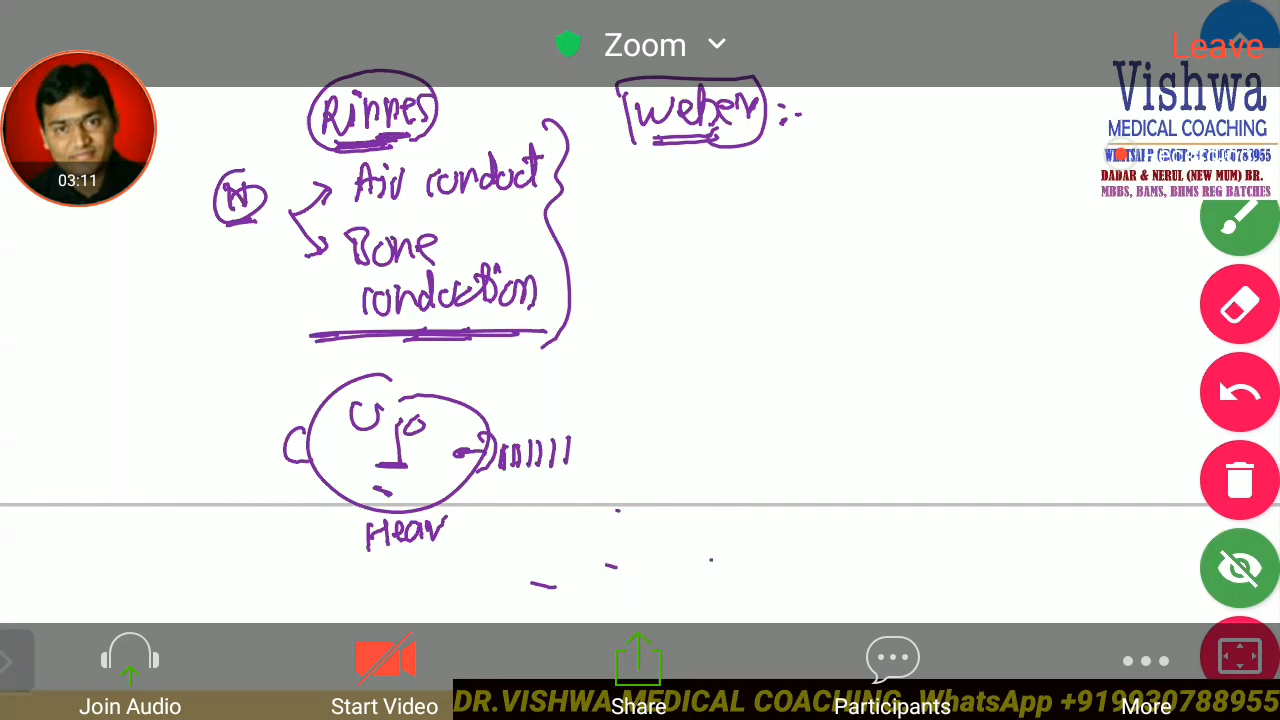 Zoom
Leave
Vishwa
MEDICAL COACHING
DADAR & NERUL (NEW MUM) BR.
MBBS, BAMS, BHMS REG BATCHES
03:11
Rinnes
Weber :-
N
Air conduct
Bone
conduction
Hear
Join Audio
Start Video
Share
Participants
More
DR.VISHWA MEDICAL COACHING WhatsApp +919930788955